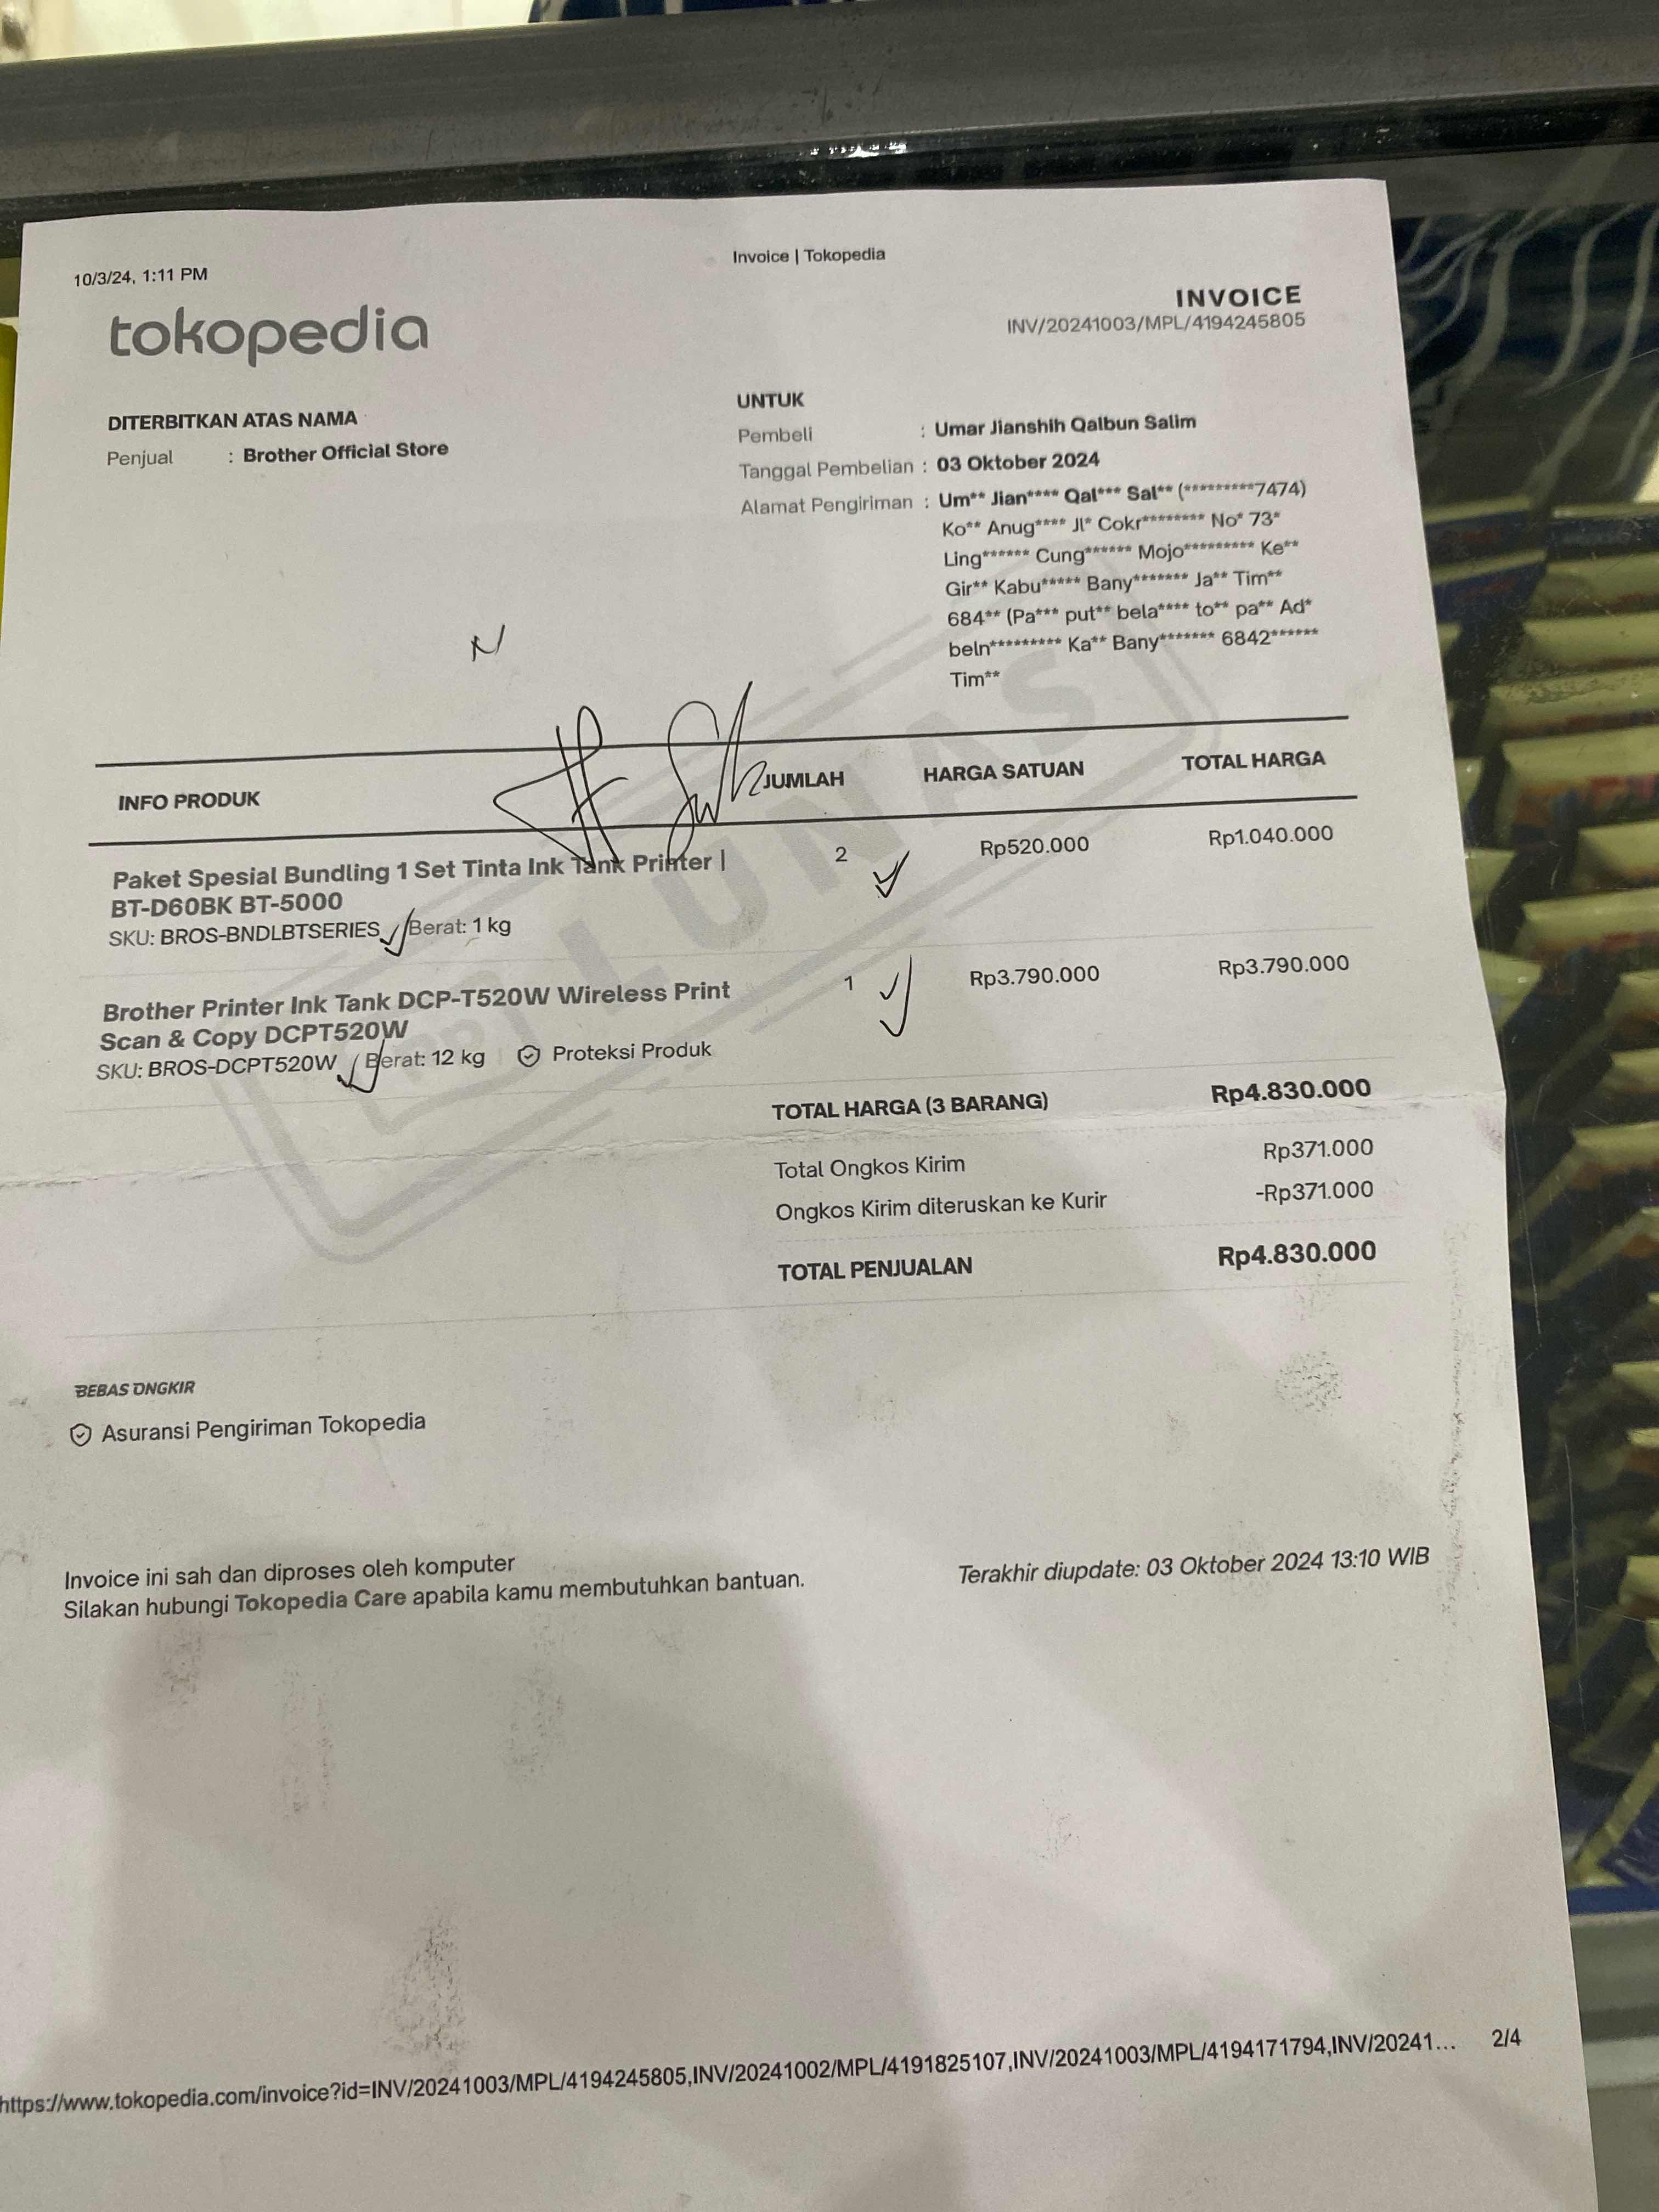 10/3/24, 1:11 PM
Invoice | Tokopedia
tokopedia
INVOICE
INV/20241003/MPL/4194245805
DITERBITKAN ATAS NAMA
Penjual : Brother Official Store
UNTUK
Pembeli : Umar Jianshih Qalbun Salim
Tanggal Pembelian : 03 Oktober 2024
Alamat Pengiriman : Um** Jian**** Qal*** Sal** (*********7474)
Ko** Anug**** Jl* Cokr******** No* 73*
Ling****** Cung****** Mojo********* Ke**
Gir** Kabu***** Bany******* Ja** Tim**
684** (Pa*** put** bela**** to** pa** Ad*
beln********* Ka** Bany******* 6842******
Tim**
INFO PRODUK JUMLAH HARGA SATUAN TOTAL HARGA
Paket Spesial Bundling 1 Set Tinta Ink Tank Printer | 2 Rp520.000 Rp1.040.000
BT-D60BK BT-5000
SKU: BROS-BNDLBTSERIES Berat: 1 kg
Brother Printer Ink Tank DCP-T520W Wireless Print 1 Rp3.790.000 Rp3.790.000
Scan & Copy DCPT520W
SKU: BROS-DCPT520W Berat: 12 kg Proteksi Produk
LUNAS
TOTAL HARGA (3 BARANG) Rp4.830.000
Total Ongkos Kirim Rp371.000
Ongkos Kirim diteruskan ke Kurir -Rp371.000
TOTAL PENJUALAN Rp4.830.000
BEBAS ONGKIR
Asuransi Pengiriman Tokopedia
Invoice ini sah dan diproses oleh komputer
Silakan hubungi Tokopedia Care apabila kamu membutuhkan bantuan.
Terakhir diupdate: 03 Oktober 2024 13:10 WIB
https://www.tokopedia.com/invoice?id=INV/20241003/MPL/4194245805,INV/20241002/MPL/4191825107,INV/20241003/MPL/4194171794,INV/20241... 2/4